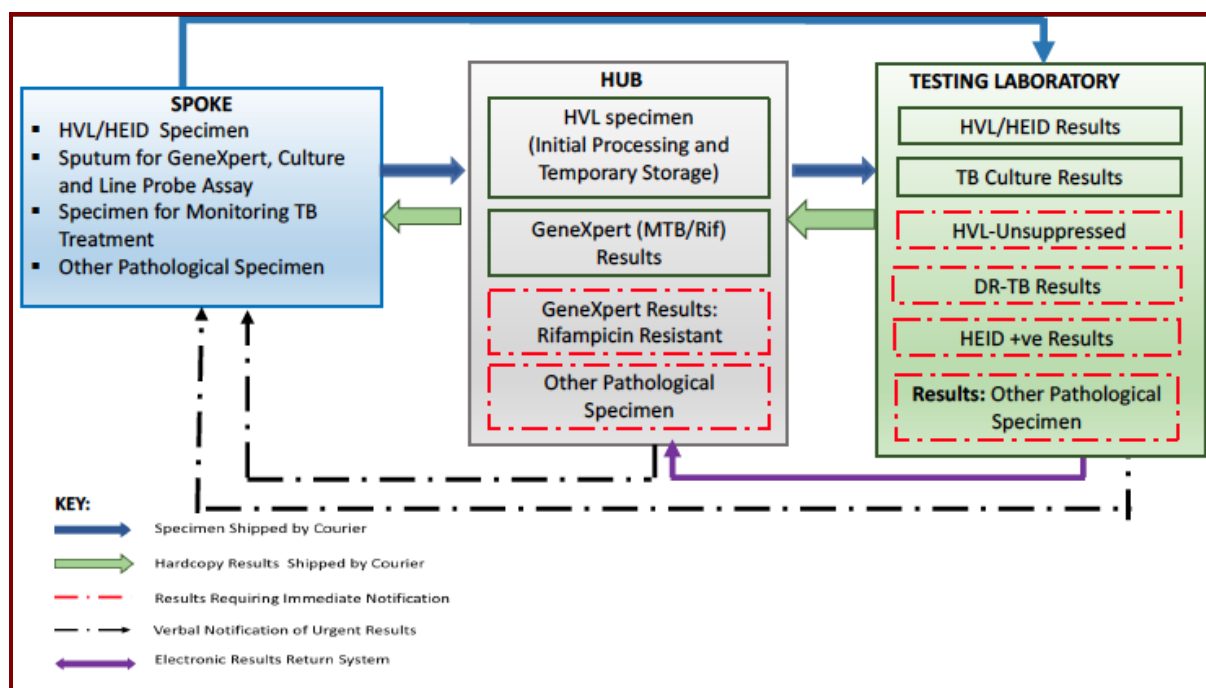 SPOKE
▪ HVL/HEID Specimen
▪ Sputum for GeneXpert, Culture
and Line Probe Assay
▪ Specimen for Monitoring TB
Treatment
▪ Other Pathological Specimen
HUB
HVL specimen
(Initial Processing and
Temporary Storage)
GeneXpert (MTB/Rif)
Results
GeneXpert Results:
Rifampicin Resistant
Other Pathological
Specimen
TESTING LABORATORY
HVL/HEID Results
TB Culture Results
HVL-Unsuppressed
DR-TB Results
HEID +ve Results
Results: Other Pathological
Specimen
KEY:
Specimen Shipped by Courier
Hardcopy Results Shipped by Courier
Results Requiring Immediate Notification
Verbal Notification of Urgent Results
Electronic Results Return System